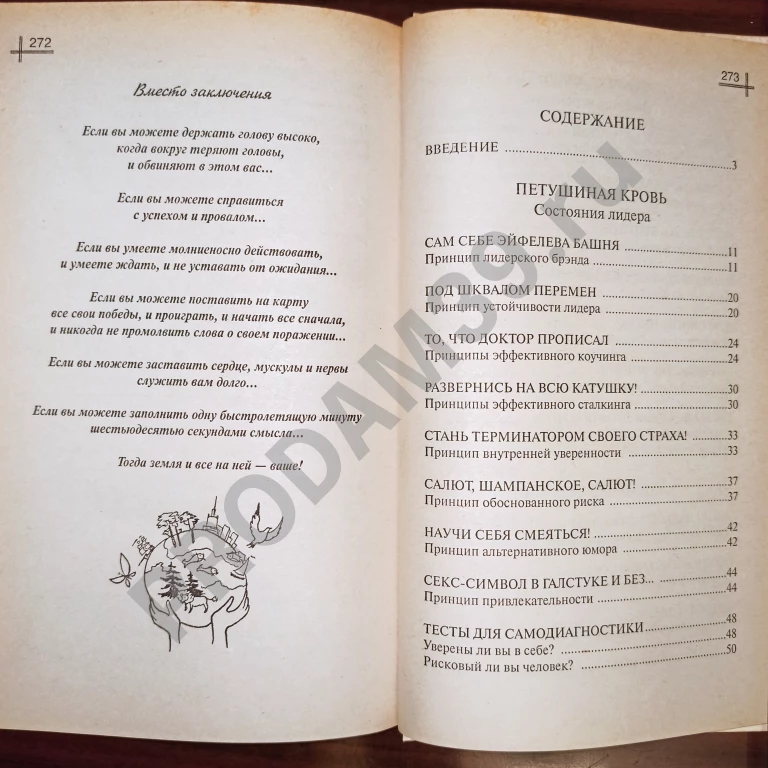 272
Вместо заключения
Если вы можете держать голову высоко,
когда вокруг теряют головы,
и обвиняют в этом вас...
Если вы можете справиться
с успехом и провалом...
Если вы умеете молниеносно действовать,
и умеете ждать, и не уставать от ожидания...
Если вы можете поставить на карту
все свои победы, и проиграть, и начать все сначала,
и никогда не промолвить слова о своем поражении...
Если вы можете заставить сердце, мускулы и нервы
служить вам долго...
Если вы можете заполнить одну быстролетящую минуту
шестьюдесятью секундами смысла...
Тогда земля и все на ней — ваше!
273
СОДЕРЖАНИЕ
ВВЕДЕНИЕ ... 3
ПЕТУШИНАЯ КРОВЬ
Состояния лидера
САМ СЕБЕ ЭЙФЕЛЕВА БАШНЯ ... 11
Принцип лидерского брэнда ... 11
ПОД ШКВАЛОМ ПЕРЕМЕН ... 20
Принцип устойчивости лидера ... 20
ТО, ЧТО ДОКТОР ПРОПИСАЛ ... 24
Принципы эффективного коучинга ... 24
РАЗВЕРНИСЬ НА ВСЮ КАТУШКУ! ... 30
Принципы эффективного сталкинга ... 30
СТАНЬ ТЕРМИНАТОРОМ СВОЕГО СТРАХА! ... 33
Принцип внутренней уверенности ... 33
САЛЮТ, ШАМПАНСКОЕ, САЛЮТ! ... 37
Принцип обоснованного риска ... 37
НАУЧИ СЕБЯ СМЕЯТЬСЯ! ... 42
Принцип альтернативного юмора ... 42
СЕКС-СИМВОЛ В ГАЛСТУКЕ И БЕЗ... ... 44
Принцип привлекательности ... 44
ТЕСТЫ ДЛЯ САМОДИАГНОСТИКИ ... 48
Уверены ли вы в себе? ... 48
Рисковый ли вы человек? ... 50
PRODAM39.ru